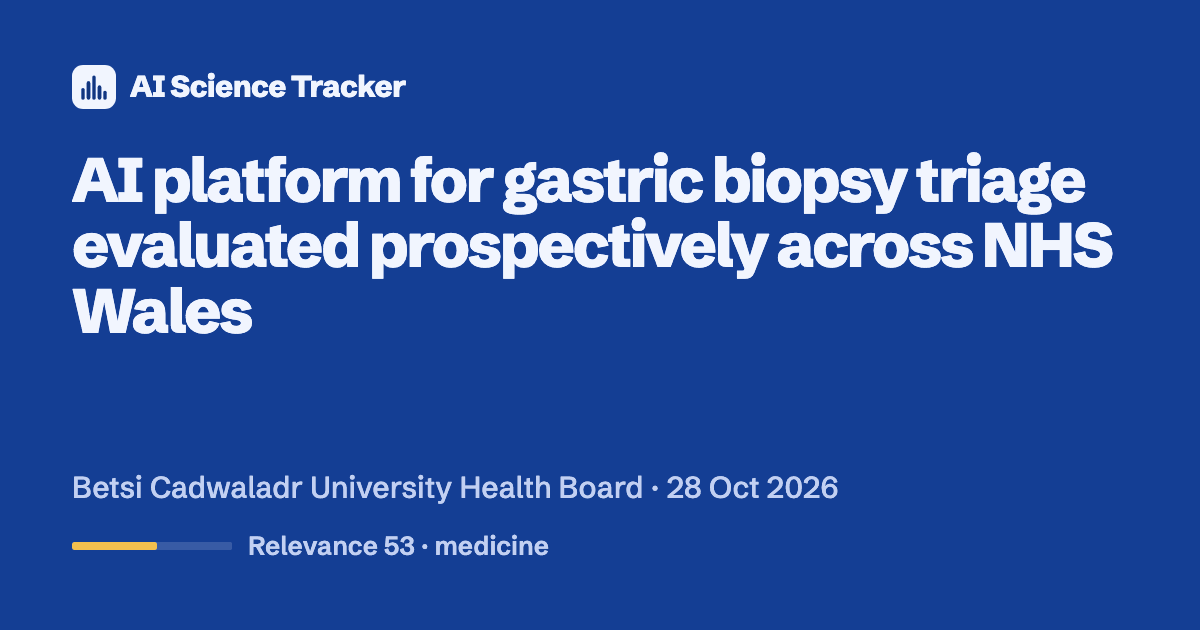 AI Science Tracker
AI platform for gastric biopsy triage
evaluated prospectively across NHS
Wales
Betsi Cadwaladr University Health Board · 28 Oct 2026
Relevance 53 · medicine